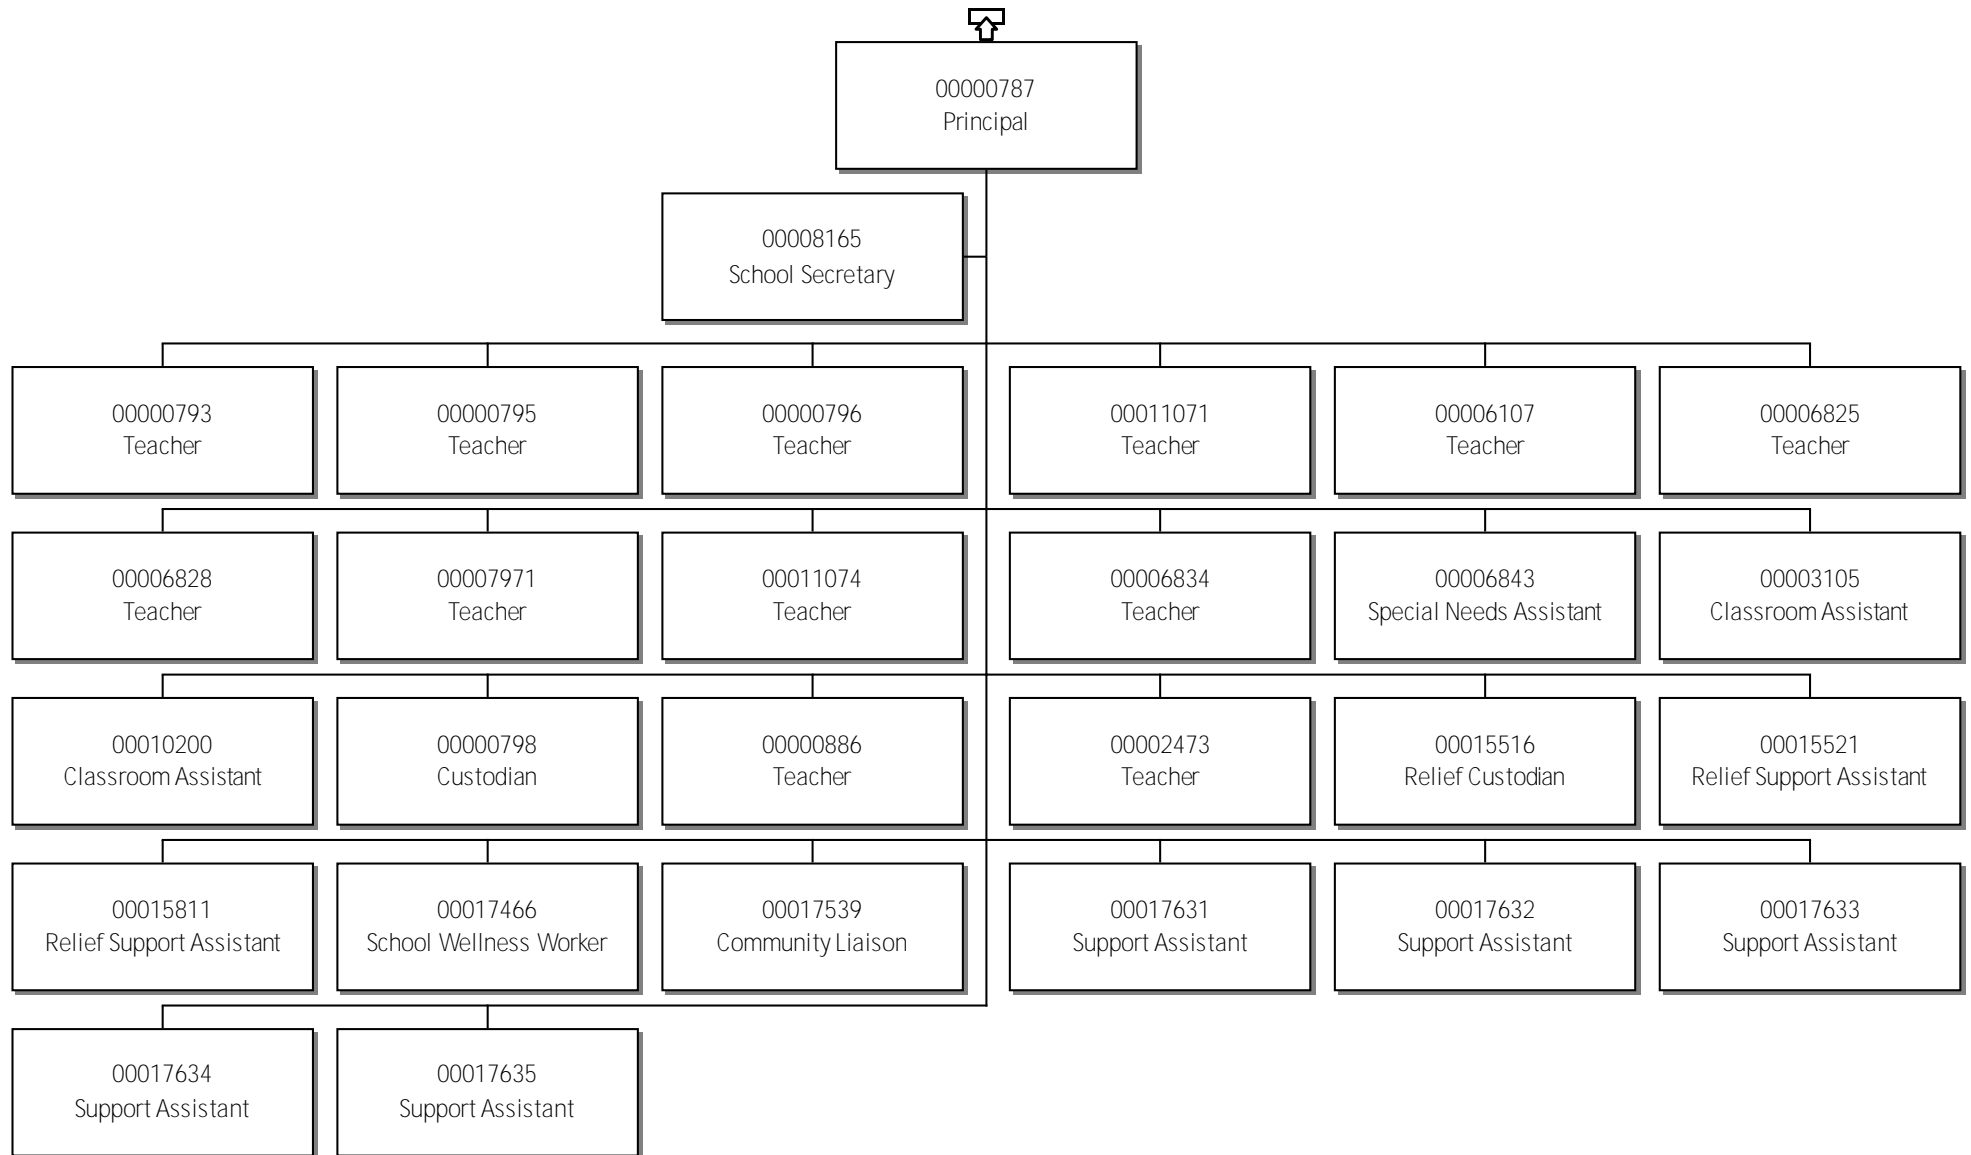 00000787
Principal
00008165
School Secretary
00000793
Teacher
00000795
Teacher
00000796
Teacher
00011071
Teacher
00006107
Teacher
00006825
Teacher
00006828
Teacher
00007971
Teacher
00011074
Teacher
00006834
Teacher
00006843
Special Needs Assistant
00003105
Classroom Assistant
00010200
Classroom Assistant
00000798
Custodian
00000886
Teacher
00002473
Teacher
00015516
Relief Custodian
00015521
Relief Support Assistant
00015811
Relief Support Assistant
00017466
School Wellness Worker
00017539
Community Liaison
00017631
Support Assistant
00017632
Support Assistant
00017633
Support Assistant
00017634
Support Assistant
00017635
Support Assistant